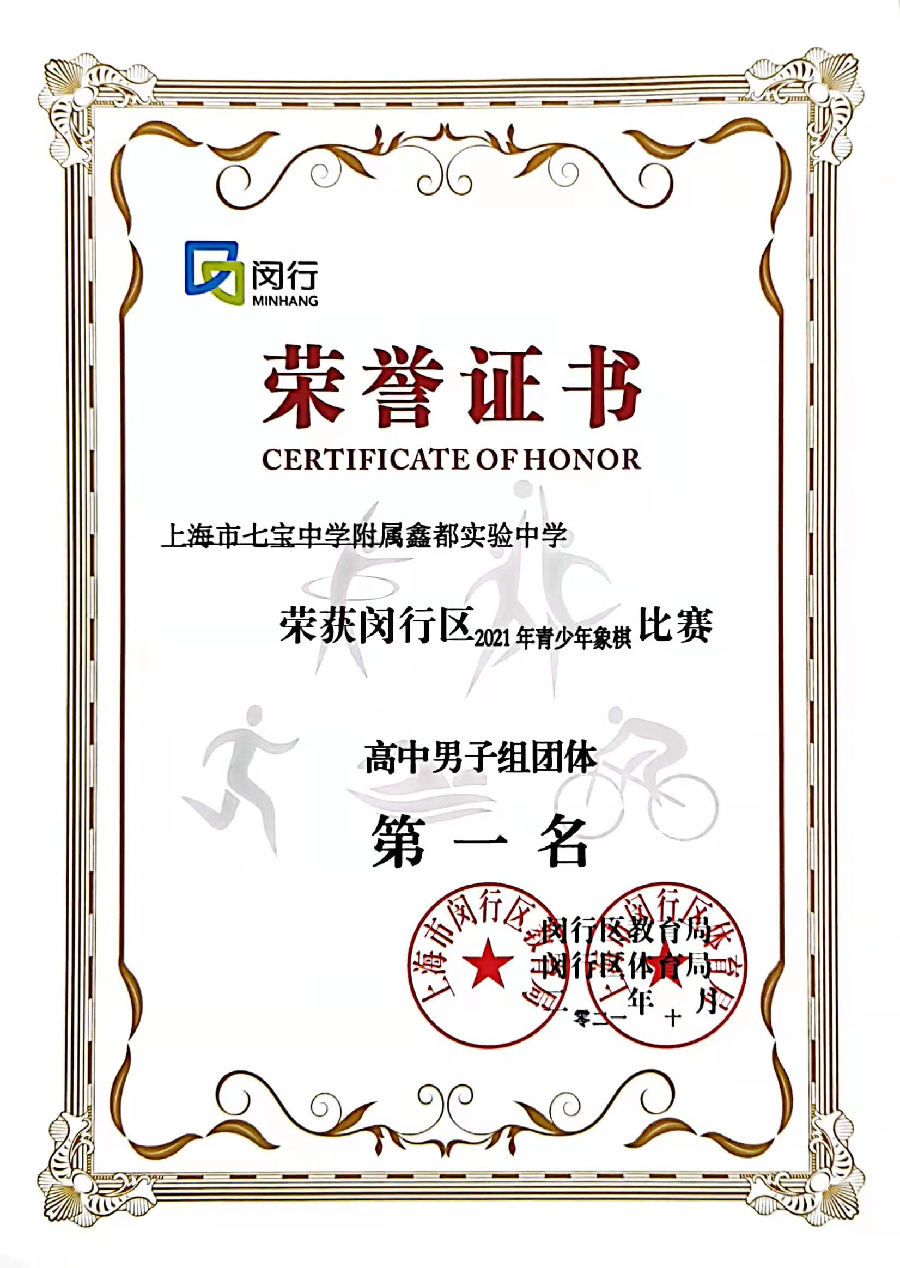 闵行
MINHANG
荣誉证书
CERTIFICATE OF HONOR
上海市七宝中学附属鑫都实验中学
荣获闵行区2021年青少年象棋比赛
高中男子组团体
第一名
上海市闵行区教育局
上海市闵行区体育局
闵行区教育局
闵行区体育局
二零二一年十月